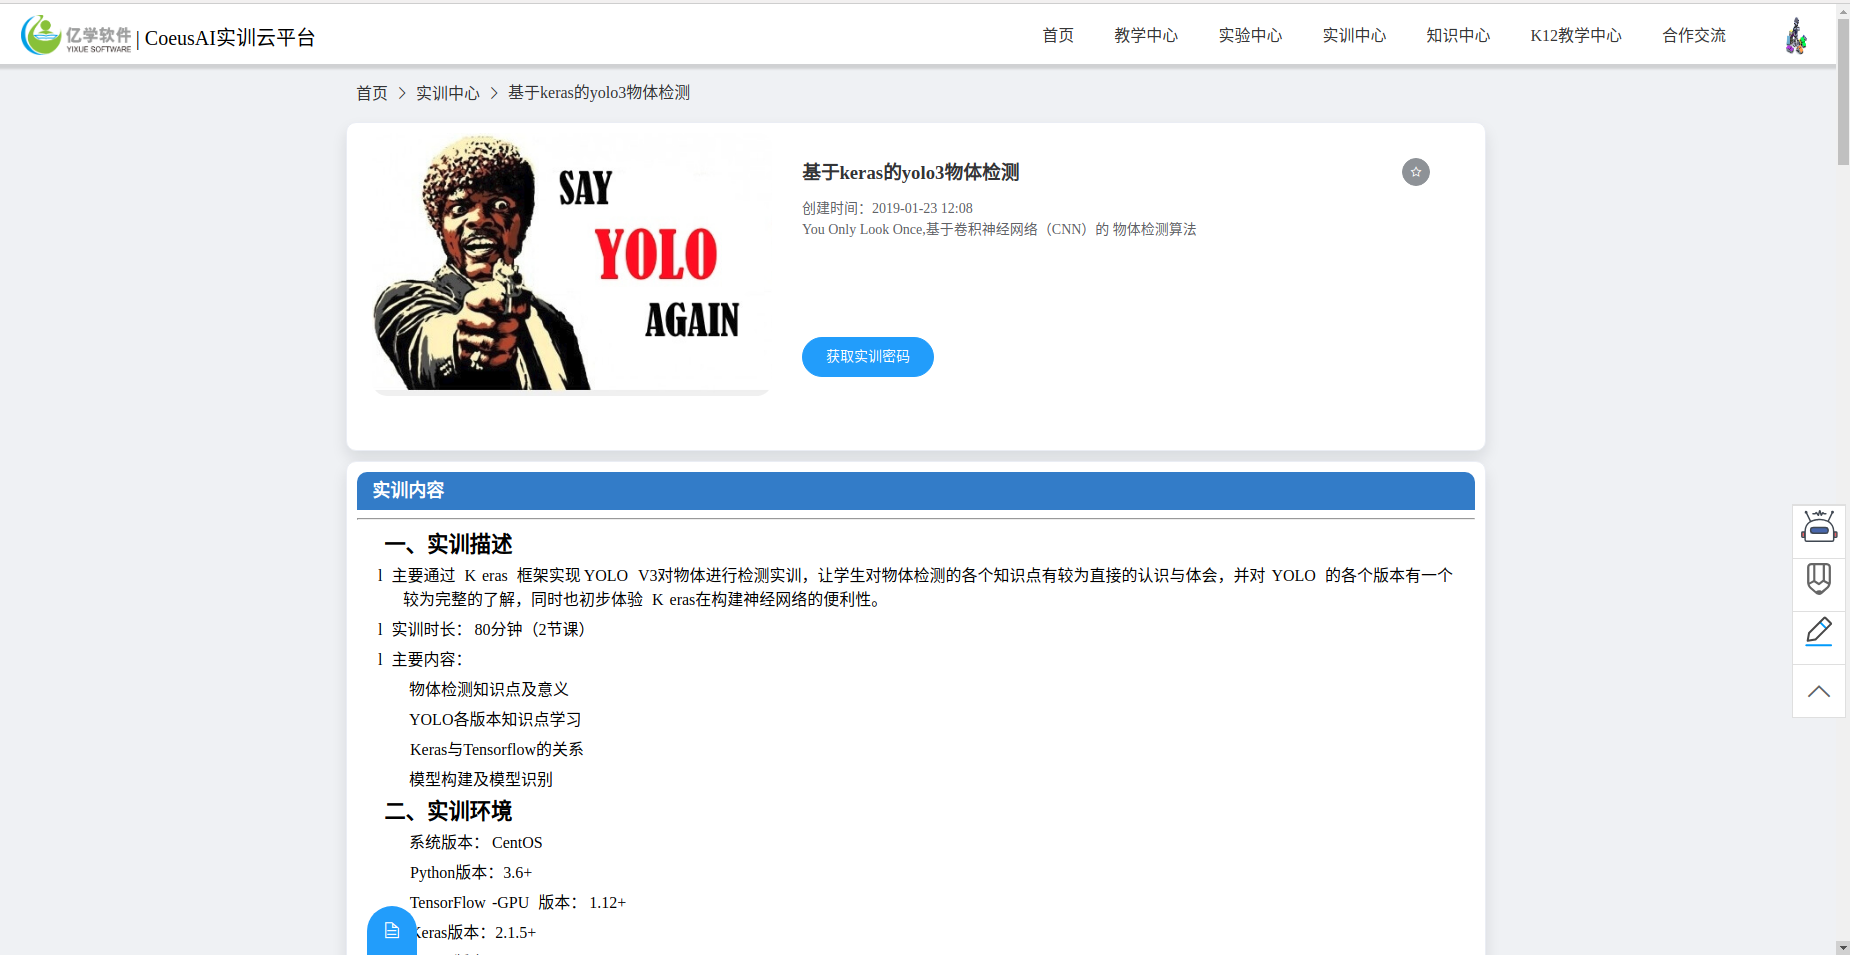 亿学软件
YIXUE SOFTWARE
| CoeusAI实训云平台
首页 教学中心 实验中心 实训中心 知识中心 K12教学中心 合作交流
首页 > 实训中心 > 基于keras的yolo3物体检测
SAY
YOLO
AGAIN
基于keras的yolo3物体检测
创建时间：2019-01-23 12:08
You Only Look Once,基于卷积神经网络（CNN）的 物体检测算法
获取实训密码
实训内容
一、实训描述
l 主要通过 K eras 框架实现 YOLO V3对物体进行检测实训，让学生对物体检测的各个知识点有较为直接的认识与体会，并对 YOLO 的各个版本有一个
较为完整的了解，同时也初步体验 K eras在构建神经网络的便利性。
l 实训时长： 80分钟（2节课）
l 主要内容：
物体检测知识点及意义
YOLO各版本知识点学习
Keras与Tensorflow的关系
模型构建及模型识别
二、实训环境
系统版本： CentOS
Python版本：3.6+
TensorFlow -GPU 版本： 1.12+
Keras版本：2.1.5+